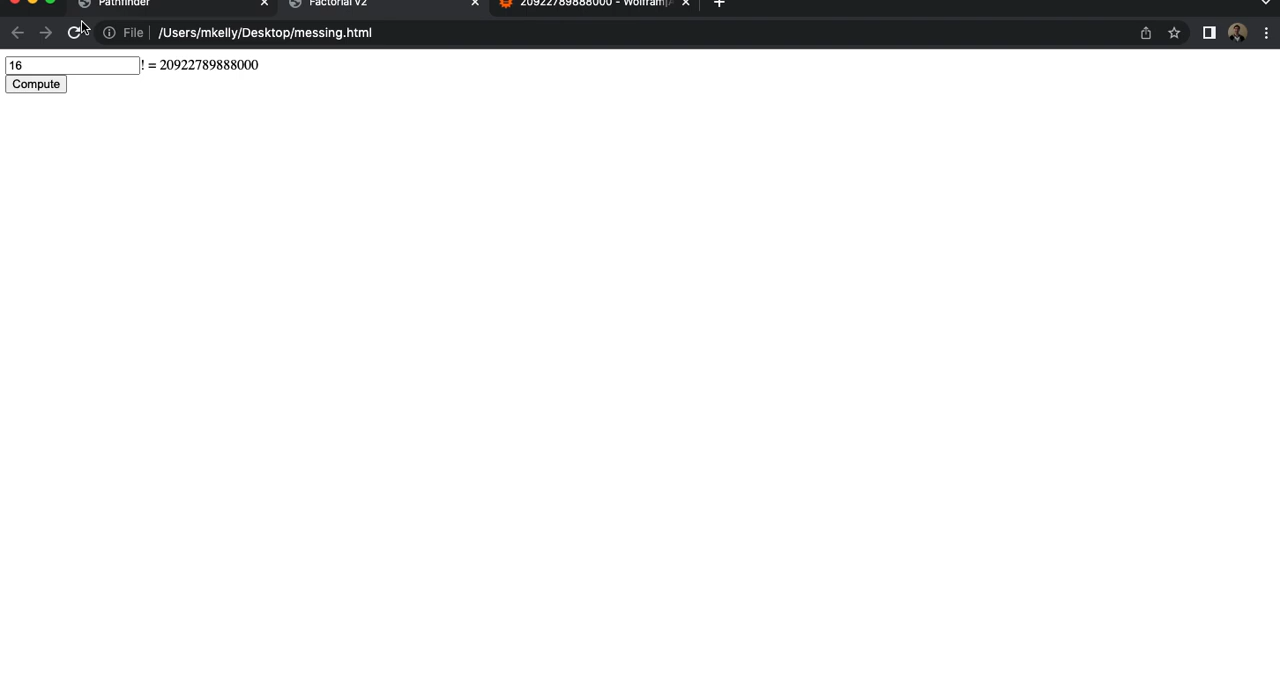 Pathfinder
Factorial v2
20922789888000 - Wolfram|A
File /Users/mkelly/Desktop/messing.html
16 ! = 20922789888000
Compute